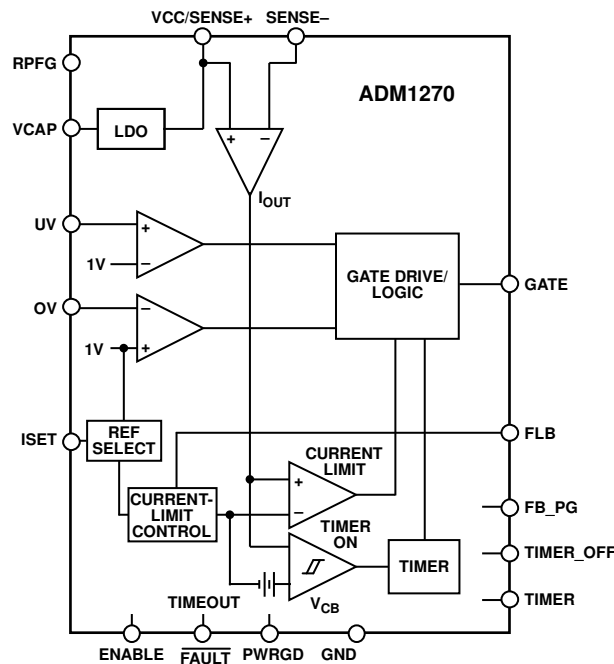 VCC/SENSE+ SENSE–
RPFG
ADM1270
VCAP
LDO
+ –
IOUT
UV
+
1V
–
GATE DRIVE/
LOGIC
GATE
OV
–
1V
+
ISET
REF
SELECT
FLB
CURRENT
LIMIT
+
–
CURRENT-
LIMIT
CONTROL
FB_PG
TIMER
ON
TIMER
TIMER_OFF
VCB
TIMER
TIMEOUT
ENABLE FAULT PWRGD GND